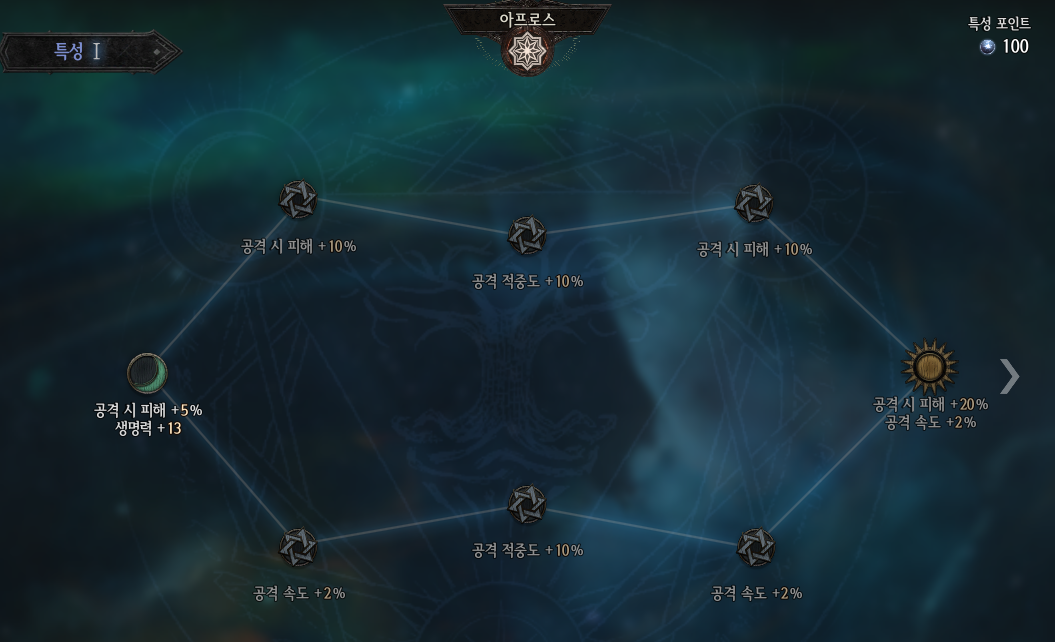 아프로스
특성 I
특성 포인트
100
공격 시 피해 +10%
공격 적중도 +10%
공격 시 피해 +10%
공격 시 피해 +5%
생명력 +13
공격 시 피해 +20%
공격 속도 +2%
공격 적중도 +10%
공격 속도 +2%
공격 속도 +2%